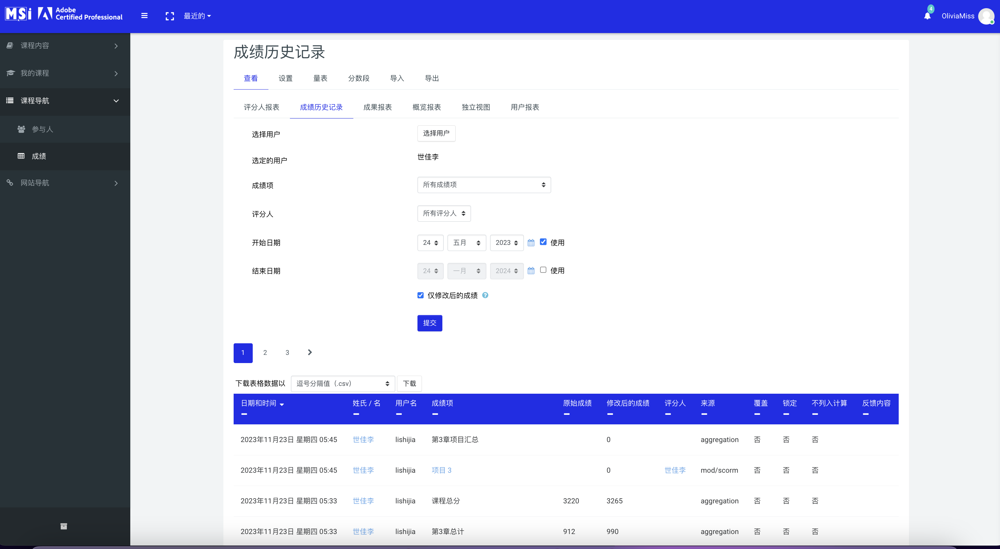 MSi Adobe
Certified Professional
最近的
4
OliviaMiss
课程内容
我的课程
课程导航
参与人
成绩
网站导航
成绩历史记录
查看 设置 量表 分数段 导入 导出
评分人报表 成绩历史记录 成果报表 概览报表 独立视图 用户报表
选择用户 选择用户
选定的用户 世佳李
成绩项 所有成绩项
评分人 所有评分人
开始日期 24 五月 2023 使用
结束日期 24 一月 2024 使用
仅修改后的成绩 ?
提交
1 2 3
下载表格数据以 逗号分隔值（.csv） 下载
日期和时间 姓氏 / 名 用户名 成绩项 原始成绩 修改后的成绩 评分人 来源 覆盖 锁定 不列入计算 反馈内容
2023年11月23日 星期四 05:45 世佳李 lishijia 第3章项目汇总 0 aggregation 否 否 否
2023年11月23日 星期四 05:45 世佳李 lishijia 项目 3 0 世佳李 mod/scorm 否 否 否
2023年11月23日 星期四 05:33 世佳李 lishijia 课程总分 3220 3265 aggregation 否 否 否
2023年11月23日 星期四 05:33 世佳李 lishijia 第3章总计 912 990 aggregation 否 否 否